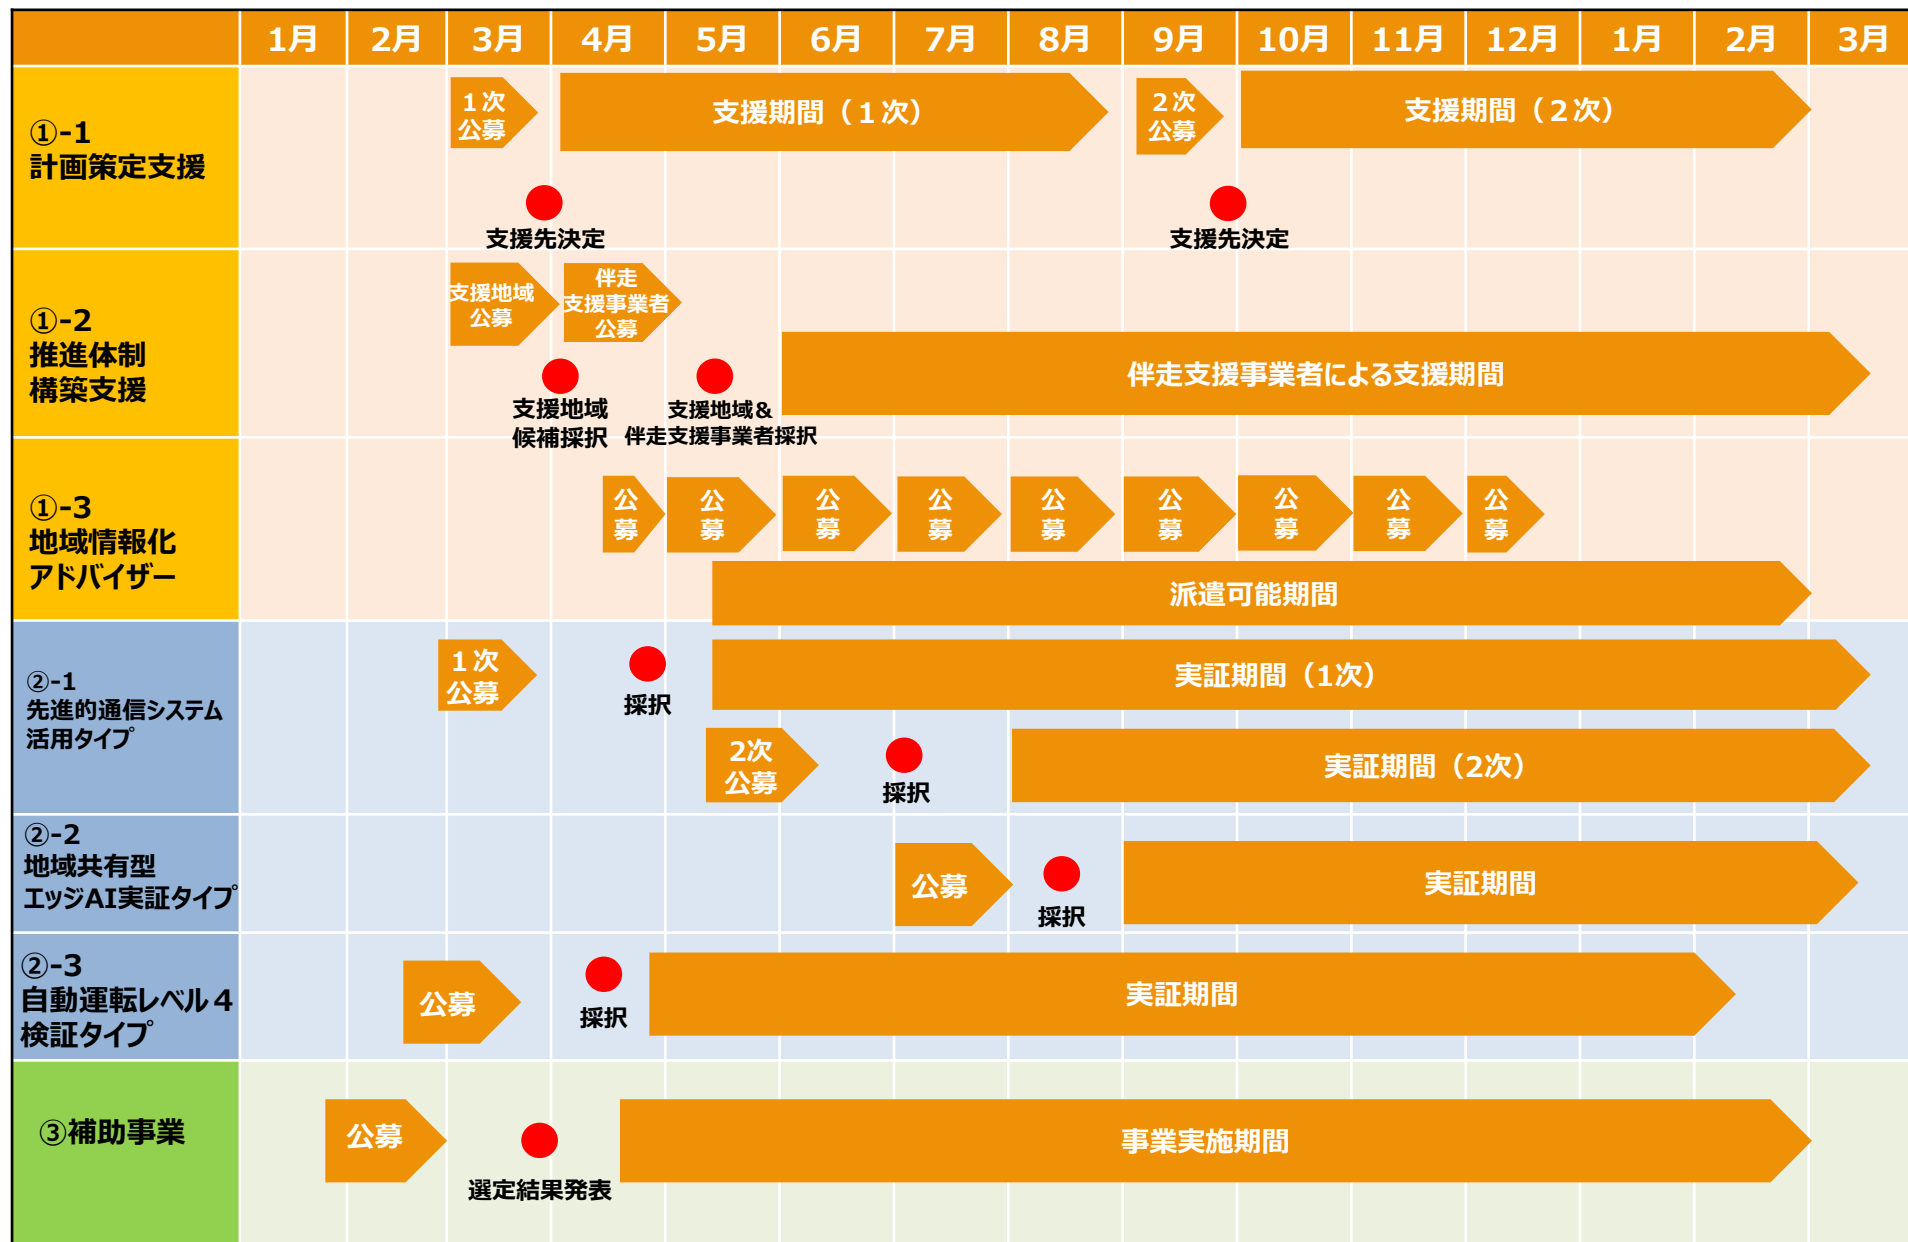 1月 2月 3月 4月 5月 6月 7月 8月 9月 10月 11月 12月 1月 2月 3月
①-1
計画策定支援
１次
公募
支援期間（１次）
２次
公募
支援期間（２次）
支援先決定
支援先決定
①-2
推進体制
構築支援
支援地域
公募
伴走
支援事業者
公募
伴走支援事業者による支援期間
支援地域
候補採択
支援地域＆
伴走支援事業者採択
①-3
地域情報化
アドバイザー
公
募
公
募
公
募
公
募
公
募
公
募
公
募
公
募
公
募
派遣可能期間
②-1
先進的通信システム
活用タイプ
１次
公募
採択
実証期間（1次）
2次
公募
採択
実証期間（2次）
②-2
地域共有型
エッジAI実証タイプ
公募
採択
実証期間
②-3
自動運転レベル４
検証タイプ
公募
採択
実証期間
③補助事業
公募
選定結果発表
事業実施期間